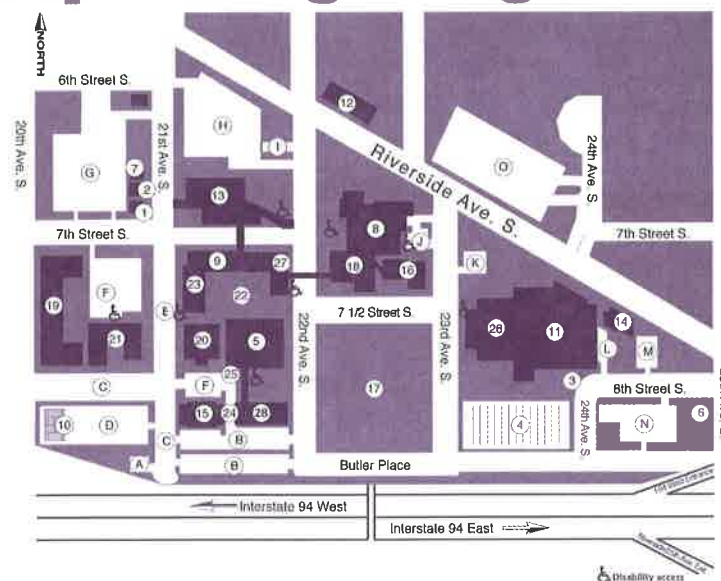 NORTH
6th Street S.
20th Ave. S.
21st Ave. S.
12
H
I
G
7
2
1
13
O
24th Ave. S.
Riverside Ave. S.
7th Street S.
7th Street S.
8
J
K
9
27
18
16
19
F
E
23
22
21
20
5
7 1/2 Street S.
22nd Ave. S.
23rd Ave. S.
26
11
14
L
M
17
25
F
C
3
8th Street S.
24th Ave. S.
10
D
15
24
28
4
N
6
C
B
A
B
Butler Place
Interstate 94 West
Interstate 94 East
Disability access